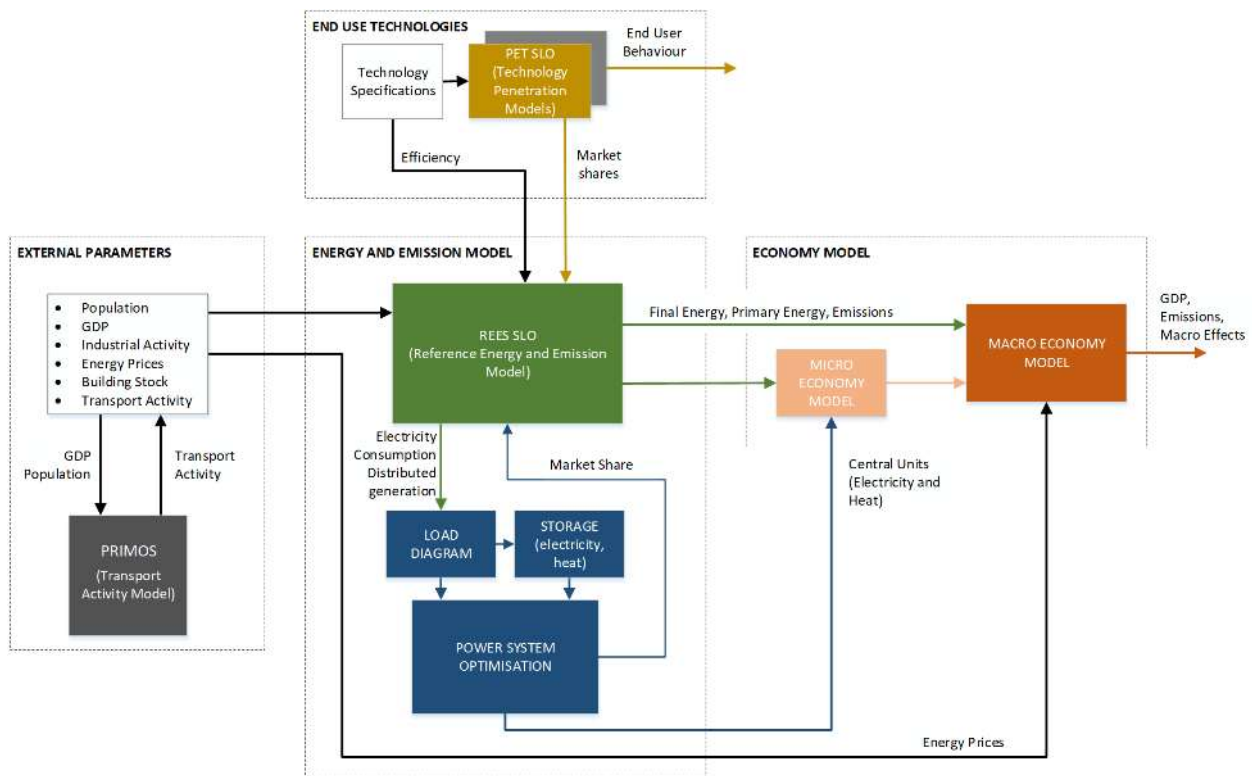 END USE TECHNOLOGIES
Technology
Specifications
PET SLO
(Technology
Penetration
Models)
End User
Behaviour
Efficiency
Market
shares
EXTERNAL PARAMETERS
• Population
• GDP
• Industrial Activity
• Energy Prices
• Building Stock
• Transport Activity
GDP
Population
Transport
Activity
PRIMOS
(Transport
Activity Model)
ENERGY AND EMISSION MODEL
REES SLO
(Reference Energy and Emission
Model)
Electricity
Consumption
Distributed
generation
Market Share
LOAD
DIAGRAM
STORAGE
(electricity,
heat)
POWER SYSTEM
OPTIMISATION
ECONOMY MODEL
Final Energy, Primary Energy, Emissions
MICRO
ECONOMY
MODEL
MACRO ECONOMY
MODEL
GDP,
Emissions,
Macro Effects
Central Units
(Electricity and
Heat)
Energy Prices